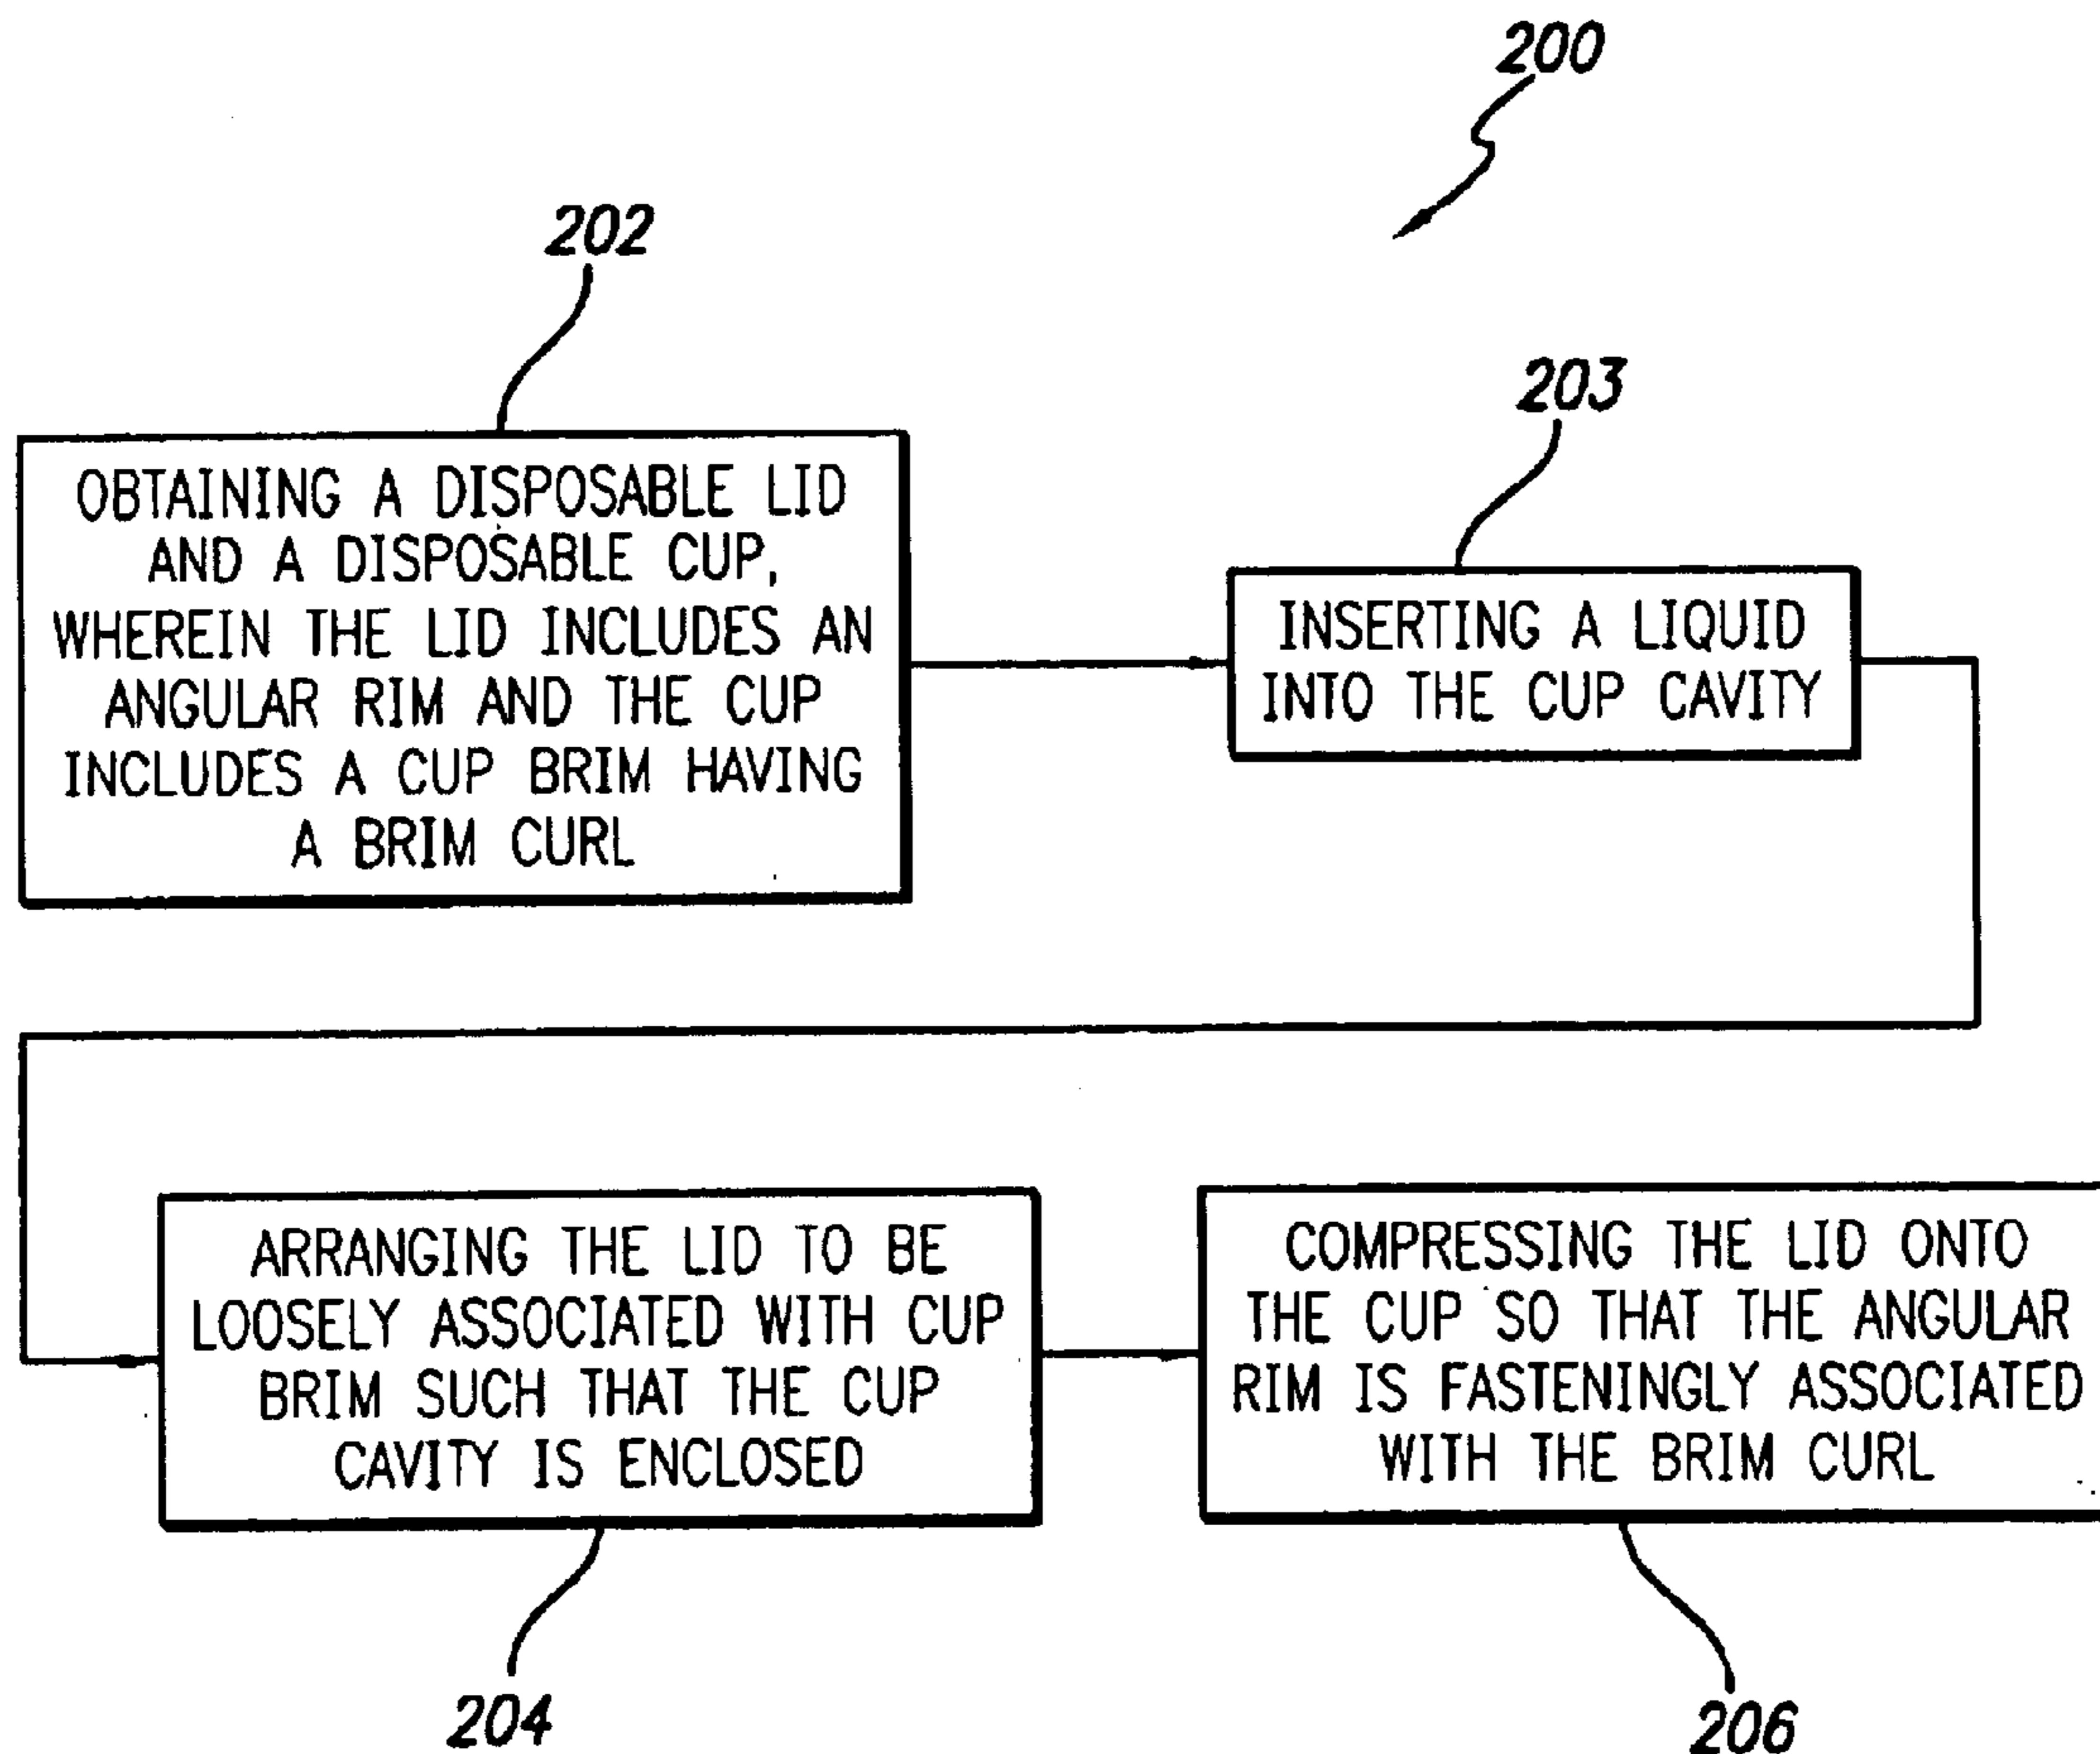 200
202
OBTAINING A DISPOSABLE LID
AND A DISPOSABLE CUP,
WHEREIN THE LID INCLUDES AN
ANGULAR RIM AND THE CUP
INCLUDES A CUP BRIM HAVING
A BRIM CURL
203
INSERTING A LIQUID
INTO THE CUP CAVITY
ARRANGING THE LID TO BE
LOOSELY ASSOCIATED WITH CUP
BRIM SUCH THAT THE CUP
CAVITY IS ENCLOSED
204
COMPRESSING THE LID ONTO
THE CUP SO THAT THE ANGULAR
RIM IS FASTENINGLY ASSOCIATED
WITH THE BRIM CURL
206